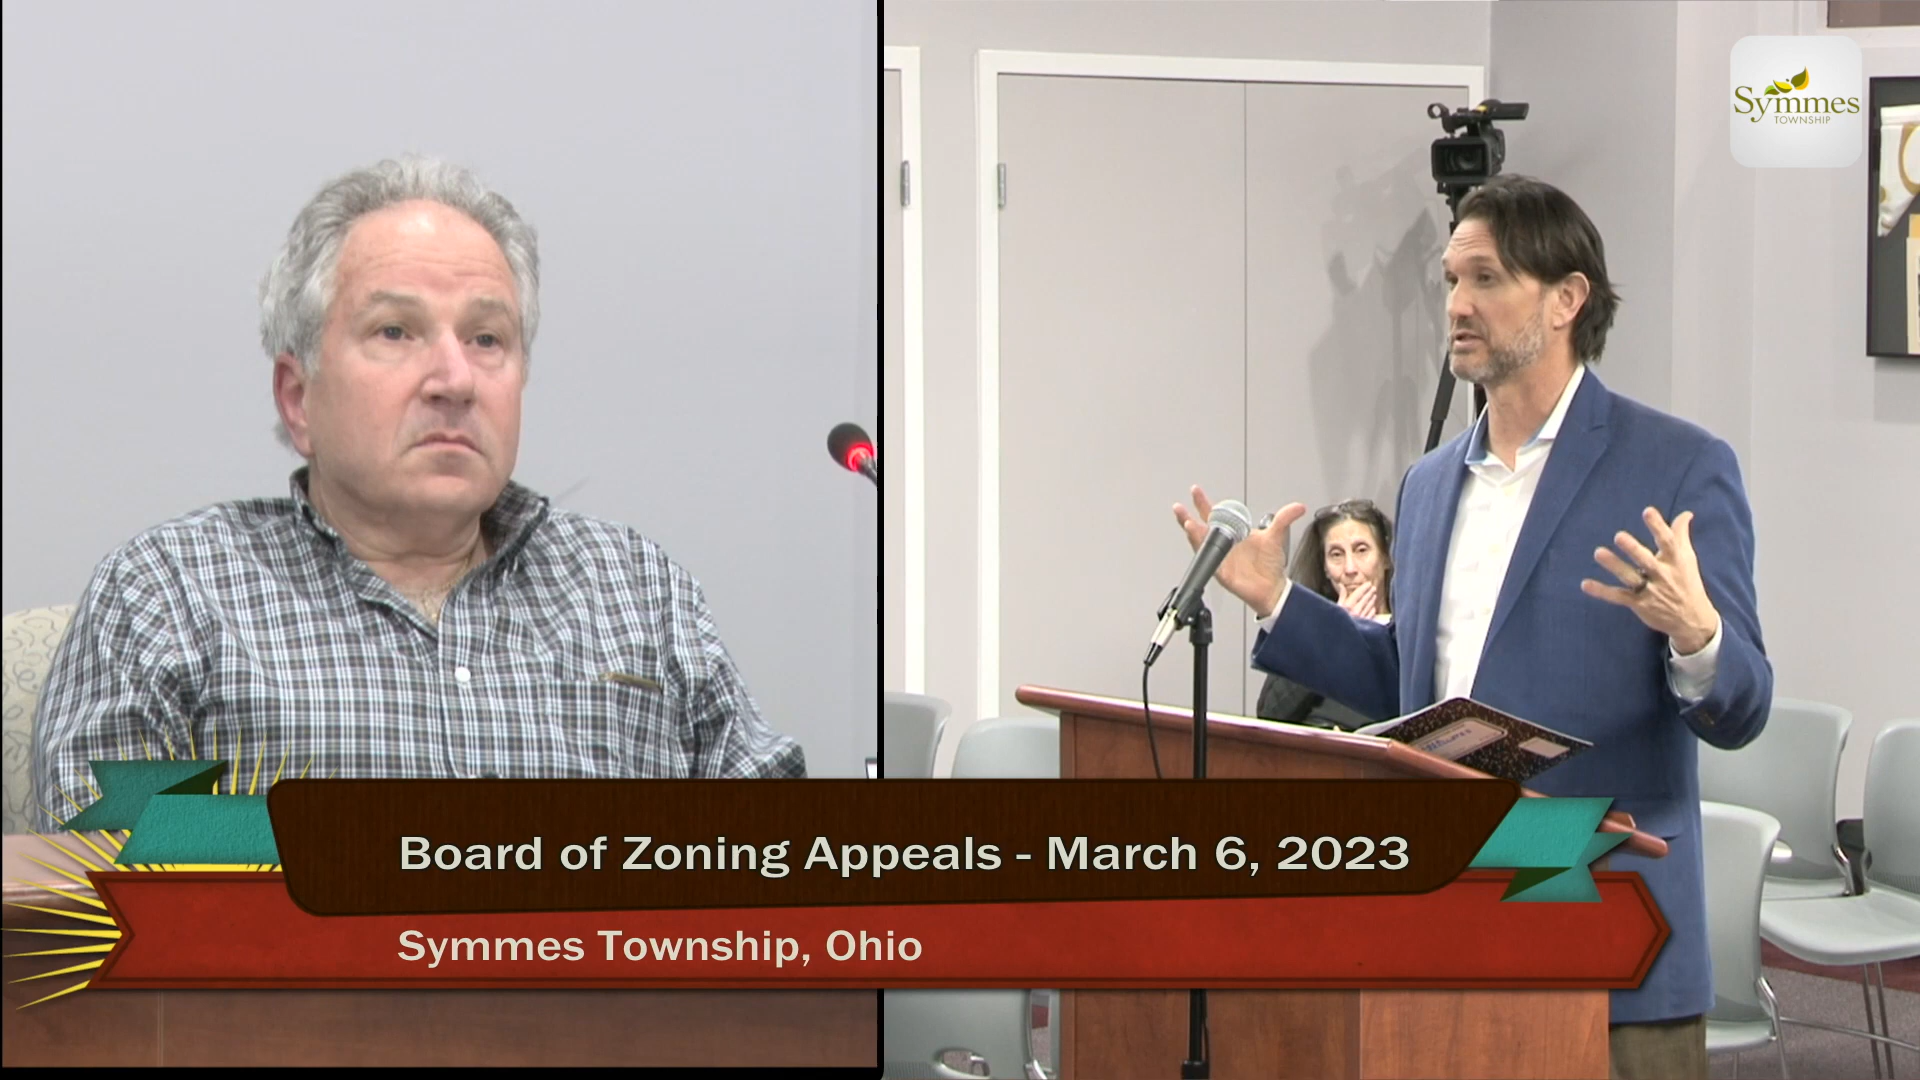 Symmes
TOWNSHIP
Board of Zoning Appeals - March 6, 2023
Symmes Township, Ohio